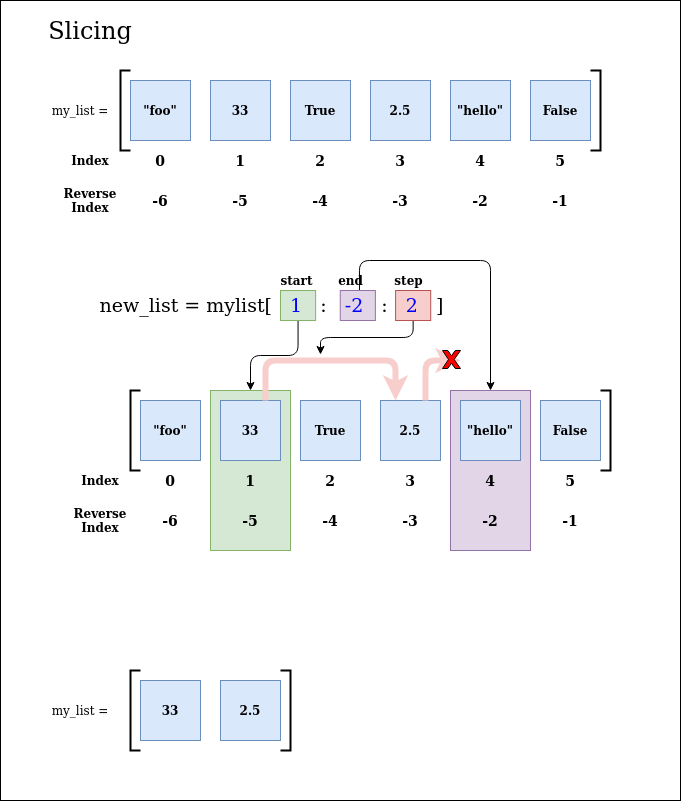 Slicing
my_list = "foo" 33 True 2.5 "hello" False
Index 0 1 2 3 4 5
Reverse
Index -6 -5 -4 -3 -2 -1
start end step
new_list = mylist[ 1 : -2 : 2 ]
X
"foo" 33 True 2.5 "hello" False
Index 0 1 2 3 4 5
Reverse
Index -6 -5 -4 -3 -2 -1
my_list = 33 2.5